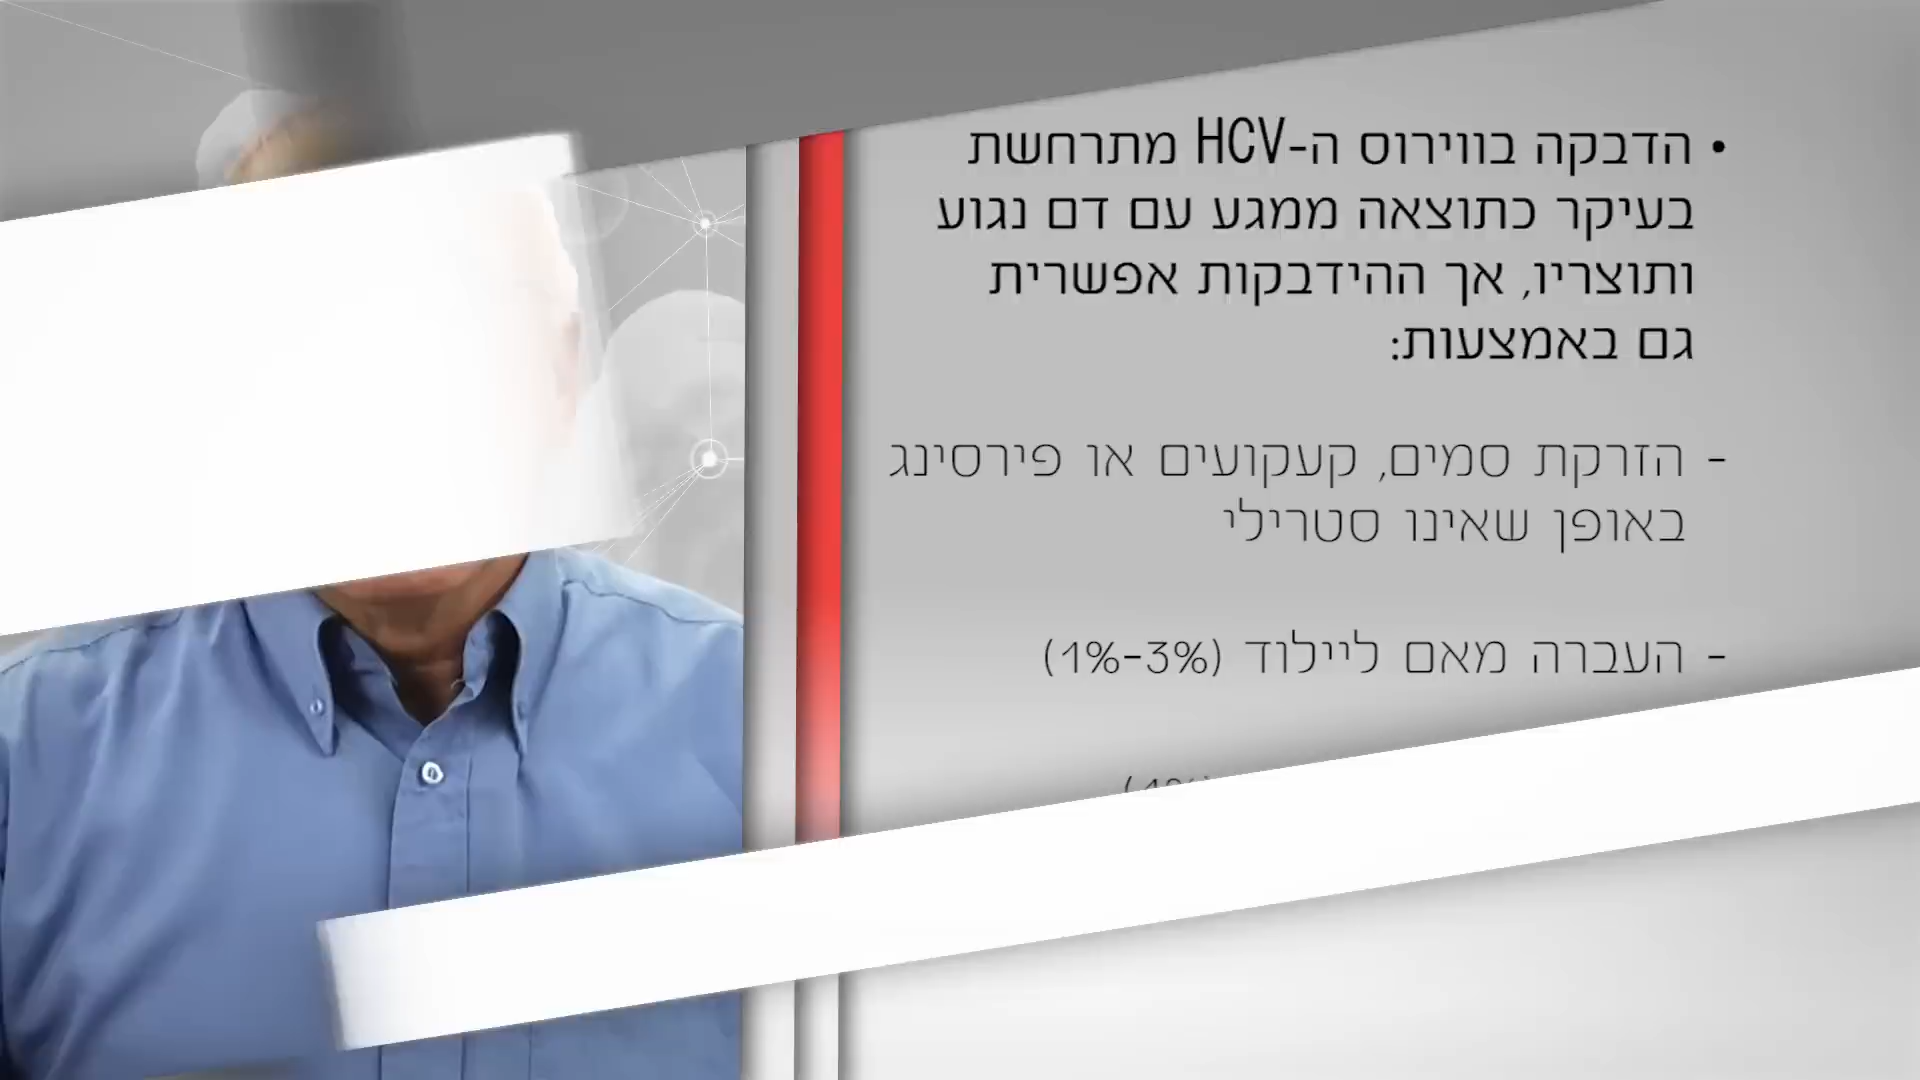 • הדבקה בווירוס ה-HCV מתרחשת
בעיקר כתוצאה ממגע עם דם נגוע
ותוצריו, אך ההידבקות אפשרית
גם באמצעות:
- הזרקת סמים, קעקועים או פירסינג
באופן שאינו סטרילי
- העברה מאם ליילוד (1%-3%)